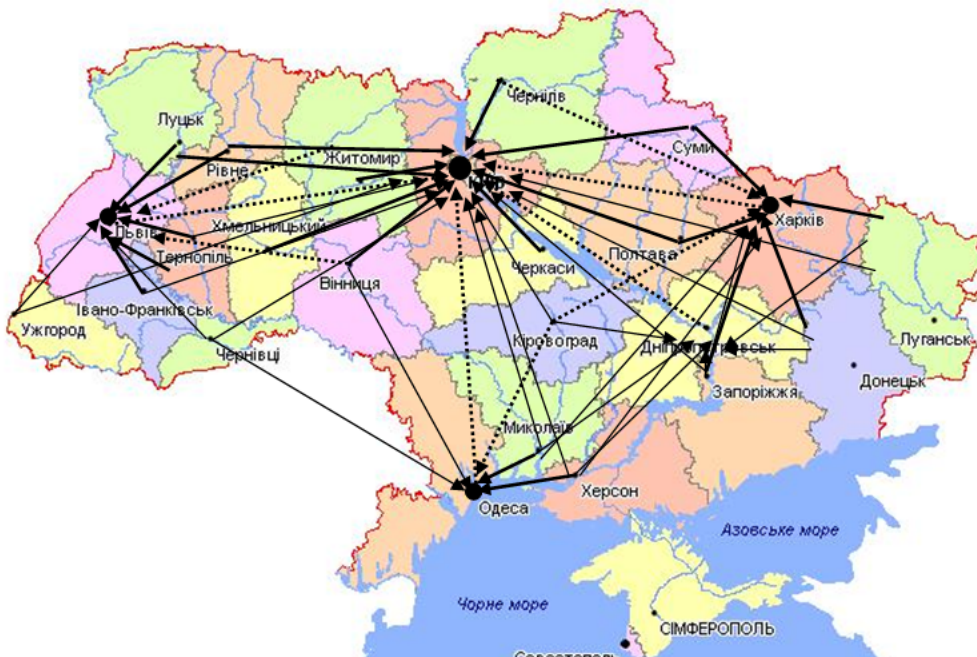 Чернігів
Луцьк
Суми
Житомир
Рівне
Київ
Харків
Львів
Хмельницький
Тернопіль
Полтава
Черкаси
Вінниця
Івано-Франківськ
Ужгород
Кіровоград
Луганськ
Чернівці
Дніпропетровськ
Донецьк
Запоріжжя
Миколаїв
Херсон
Одеса
Азовське море
Чорне море
СІМФЕРОПОЛЬ
Севастополь